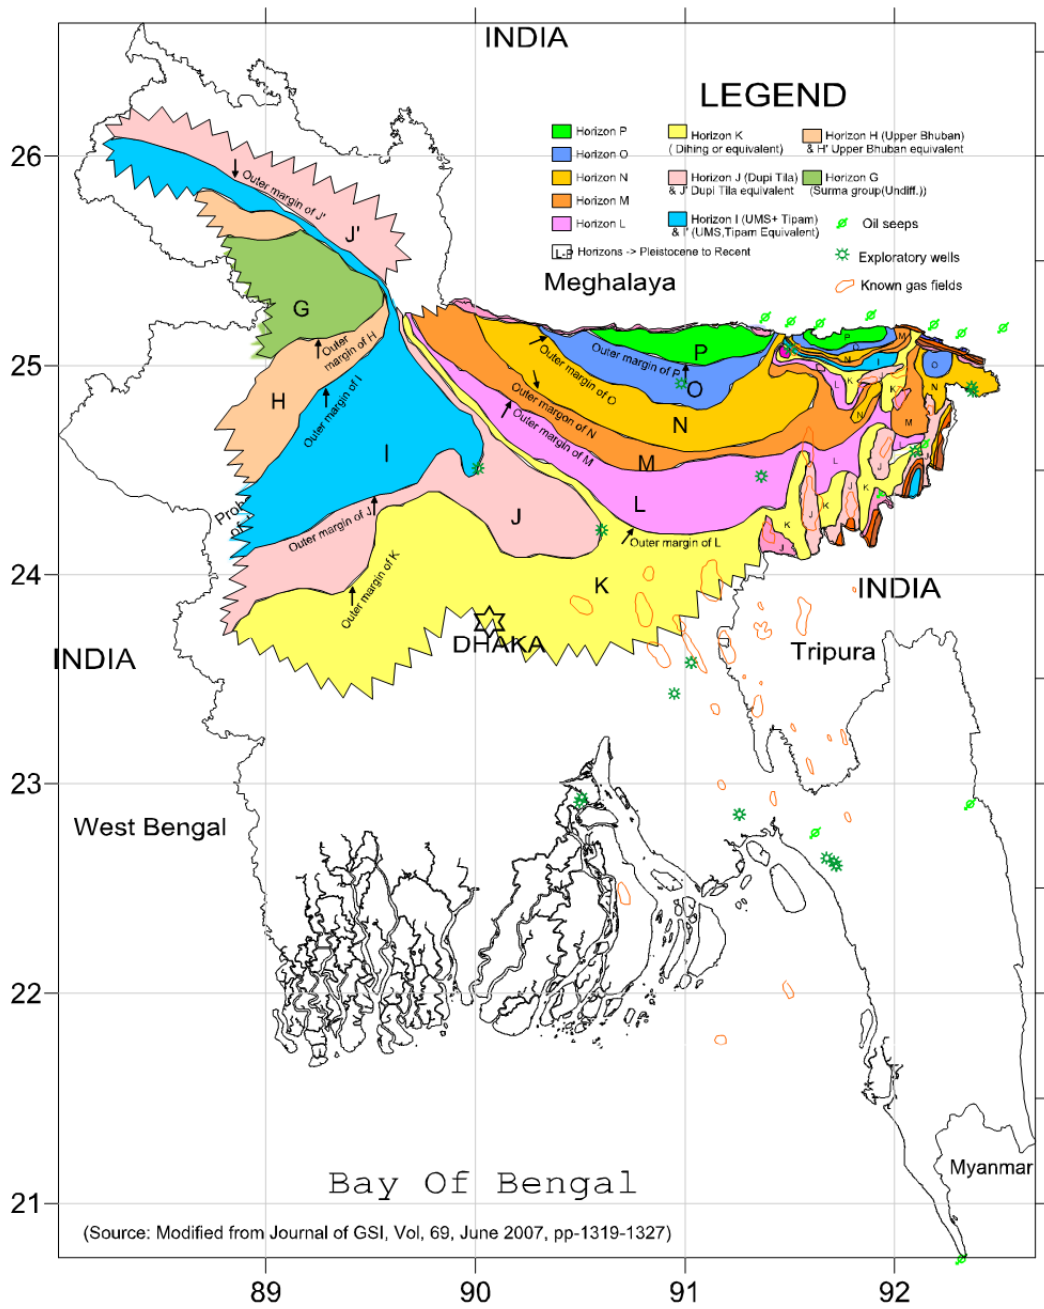 INDIA
LEGEND
Horizon P
Horizon O
Horizon N
Horizon M
Horizon L
L-P Horizons -> Pleistocene to Recent
Horizon K
( Dihing or equivalent)
Horizon J (Dupi Tila)
& J' Dupi Tila equivalent
Horizon I (UMS+ Tipam)
& I' (UMS,Tipam Equivalent)
Horizon H (Upper Bhuban)
& H' Upper Bhuban equivalent
Horizon G
(Surma group(Undiff.))
Oil seeps
Exploratory wells
Known gas fields
26
25
24
23
22
21
Outer margin of J'
J'
Meghalaya
G
Outer
margin of H
H
Outer margin of I
I
Outer margin of J
J
Outer margin of K
K
Outer margin of P
P
Outer margin of O
O
Outer margon of N
N
Outer margin of M
M
L
Outer margin of L
P
O
N
I
M
L
K
K
N
M
O
N
L
L
J
K
J
K
J
K
J
DHAKA
INDIA
INDIA
Tripura
West Bengal
Myanmar
Bay Of Bengal
(Source: Modified from Journal of GSI, Vol, 69, June 2007, pp-1319-1327)
89
90
91
92